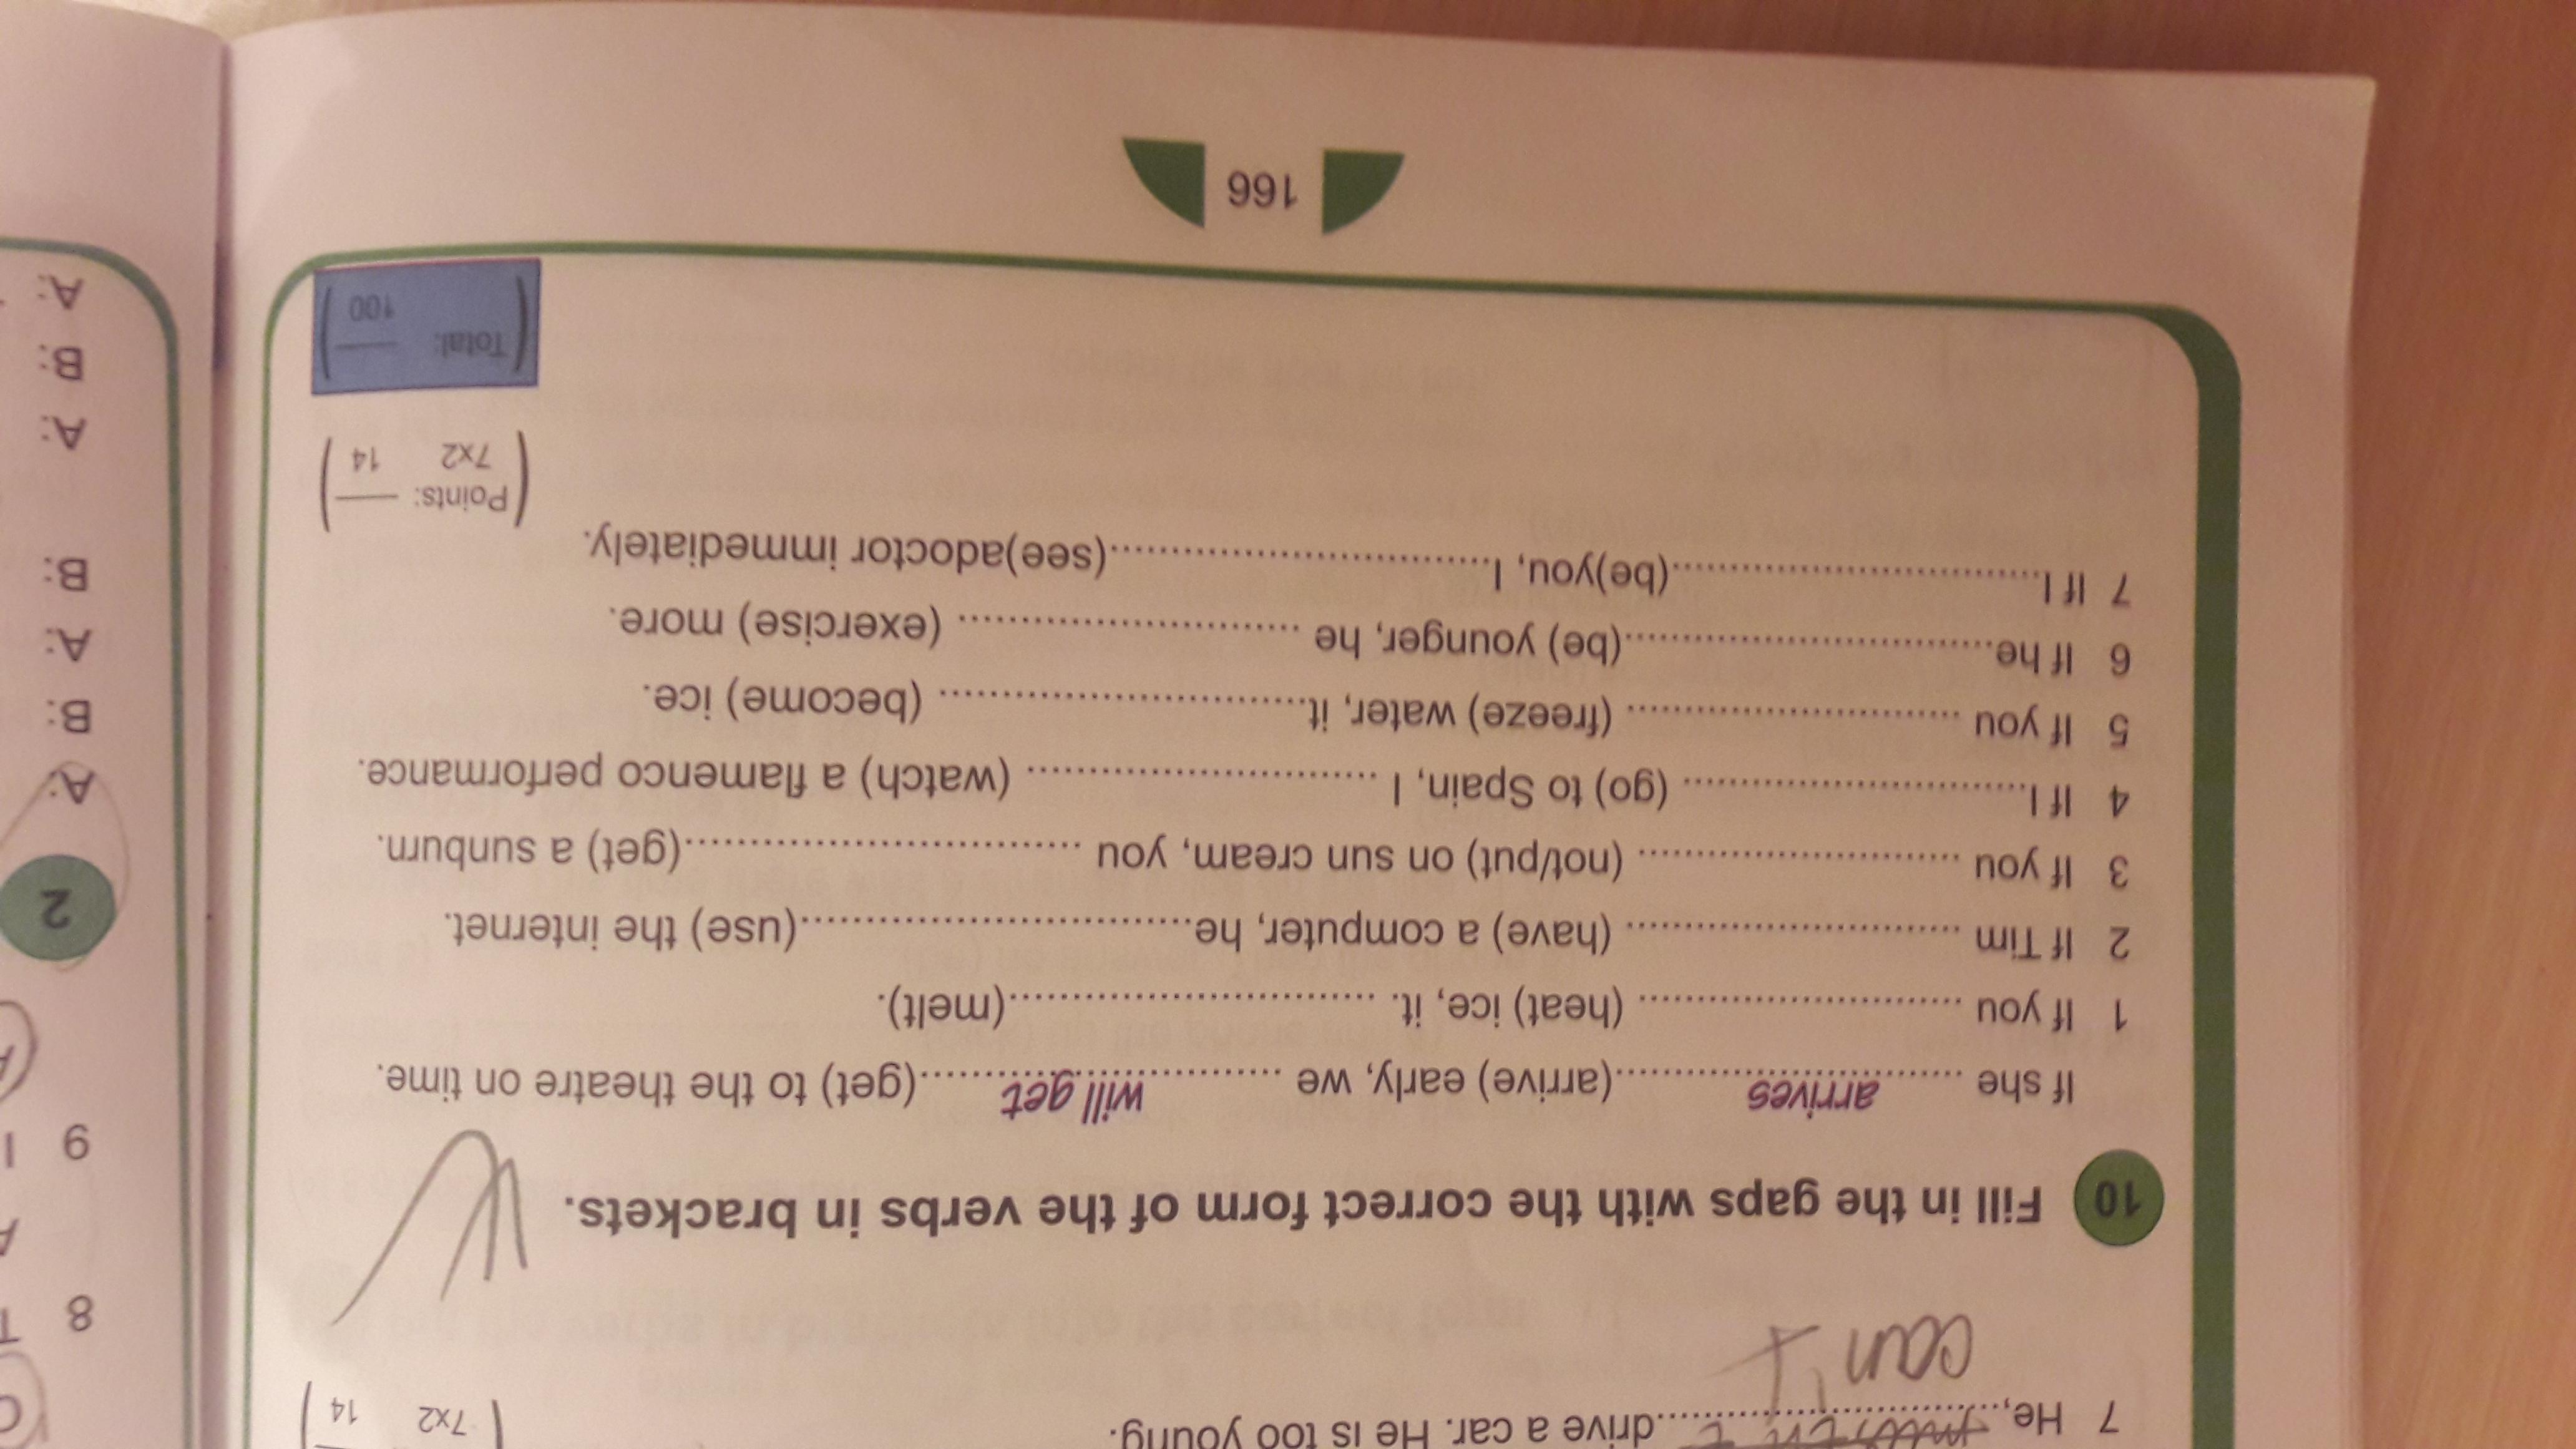 7 He,..............drive a car. He is too young.
can't
7x2 14
10 Fill in the gaps with the correct form of the verbs in brackets.
If she ..........arrives..........(arrive) early, we ..........will get..........(get) to the theatre on time.
1 If you .............................. (heat) ice, it. ..............................(melt).
2 If Tim .............................. (have) a computer, he..............................(use) the internet.
3 If you .............................. (not/put) on sun cream, you ..............................(get) a sunburn.
4 If I.............................. (go) to Spain, I .............................. (watch) a flamenco performance.
5 If you .............................. (freeze) water, it.............................. (become) ice.
6 If he..............................(be) younger, he .............................. (exercise) more.
7 If I..............................(be)you, I..............................(see)adoctor immediately.
Points: ___
7x2 14
Total: ___
100
166
8 T
A
9 I
2
A:
B:
A:
B:
A:
B:
A: